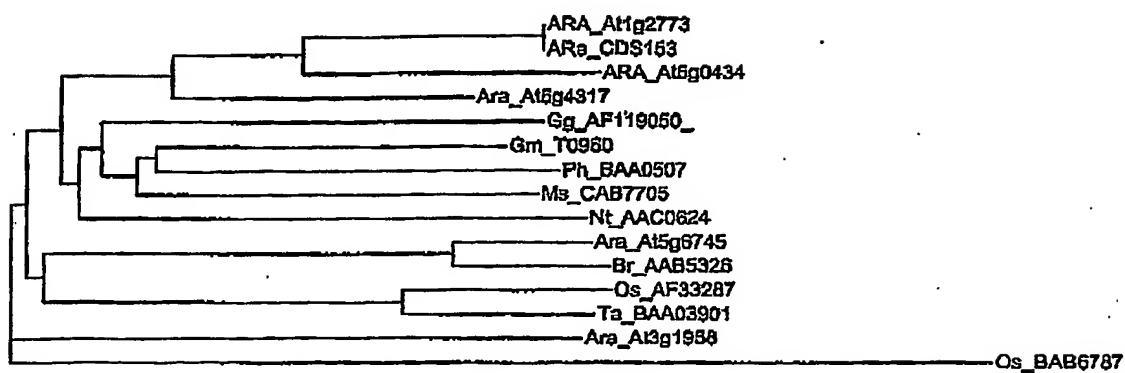 ARA_At1g2773
ARa_CDS153
ARA_At5g0434
Ara_At5g4317
Gg_AF119050_
Gm_T0960
Ph_BAA0507
Ms_CAB7705
Nt_AAC0624
Ara_At5g6745
Br_AAB5326
Os_AF33287
Ta_BAA03901
Ara_At3g1958
Os_BAB6787